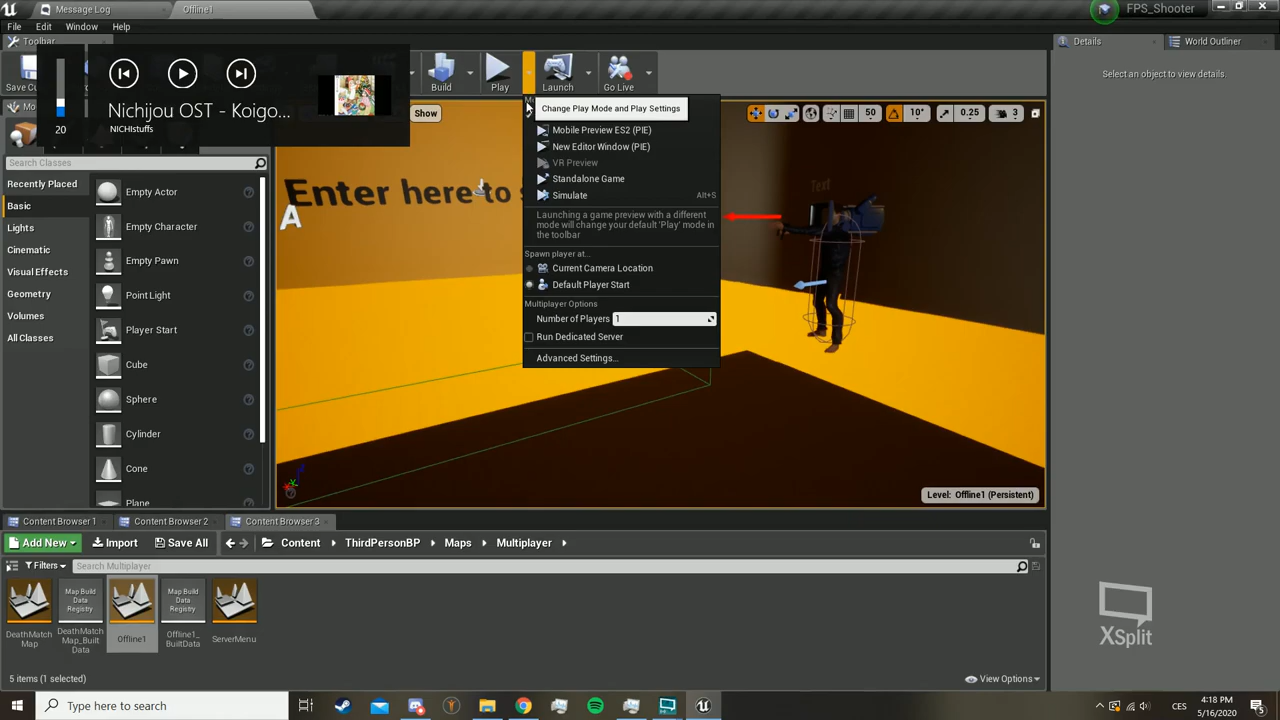 Message Log
Offline1
FPS_Shooter
File Edit Window Help
Toolbar
Details
World Outliner
Select an object to view details.
Save Cu
Build
Play
Launch
Go Live
Nichijou OST - Koigo...
NICHIstuffs
20
Search Classes
Recently Placed
Basic
Lights
Cinematic
Visual Effects
Geometry
Volumes
All Classes
Empty Actor
Empty Character
Empty Pawn
Point Light
Player Start
Cube
Sphere
Cylinder
Cone
Plane
Show
50
10°
0.25
3
Enter here to s
A
Text
Change Play Mode and Play Settings
Mobile Preview ES2 (PIE)
New Editor Window (PIE)
VR Preview
Standalone Game
Simulate Alt+S
Launching a game preview with a different
mode will change your default 'Play' mode in
the toolbar
Spawn player at...
Current Camera Location
Default Player Start
Multiplayer Options
Number of Players 1
Run Dedicated Server
Advanced Settings...
Level: Offline1 (Persistent)
Content Browser 1
Content Browser 2
Content Browser 3
Add New Import Save All Content ThirdPersonBP Maps Multiplayer
Filters Search Multiplayer
Map Build
Data
Registry
Map Build
Data
Registry
DeathMatch
Map
DeathMatch
Map_Built
Data
Offline1
Offline1_
BuiltData
ServerMenu
5 items (1 selected)
View Options
XSplit
Type here to search
CES
4:18 PM
5/16/2020
5